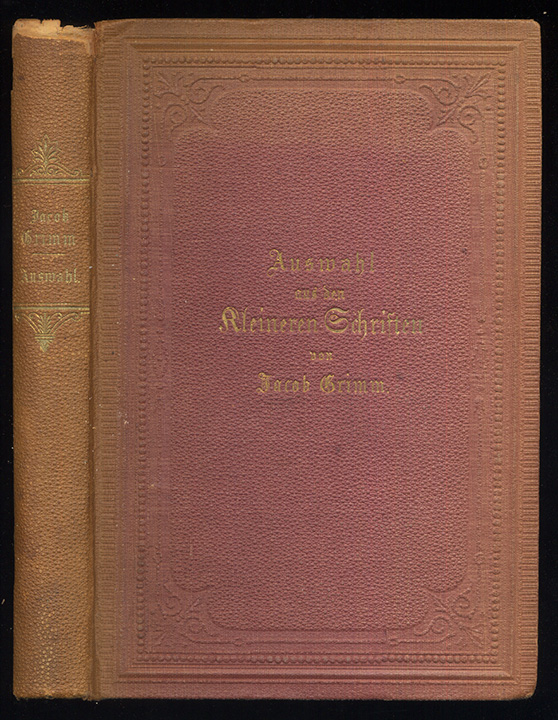 Jacob
Grimm
Auswahl.
Auswahl
aus den
Kleineren Schriften
von
Jacob Grimm.